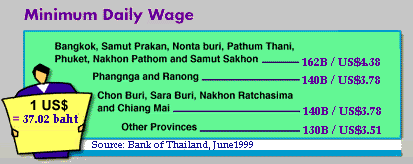 Minimum Daily Wage
Bangkok, Samut Prakan, Nonta buri, Pathum Thani,
Phuket, Nakhon Pathom and Samut Sakhon 162B / US$4.38
Phangnga and Ranong 140B / US$3.78
Chon Buri, Sara Buri, Nakhon Ratchasima
and Chiang Mai 140B / US$3.78
Other Provinces 130B / US$3.51
1 US$
= 37.02 baht
Source: Bank of Thailand, June1999